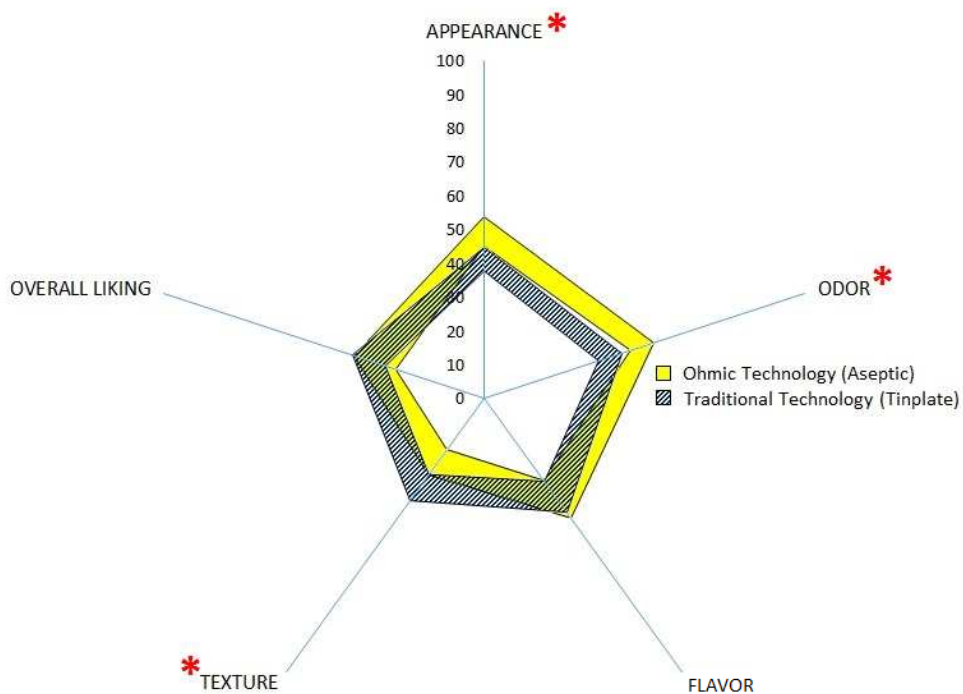 APPEARANCE *
100
90
80
70
60
50
40
30
20
10
0
OVERALL LIKING
ODOR *
Ohmic Technology (Aseptic)
Traditional Technology (Tinplate)
* TEXTURE
FLAVOR